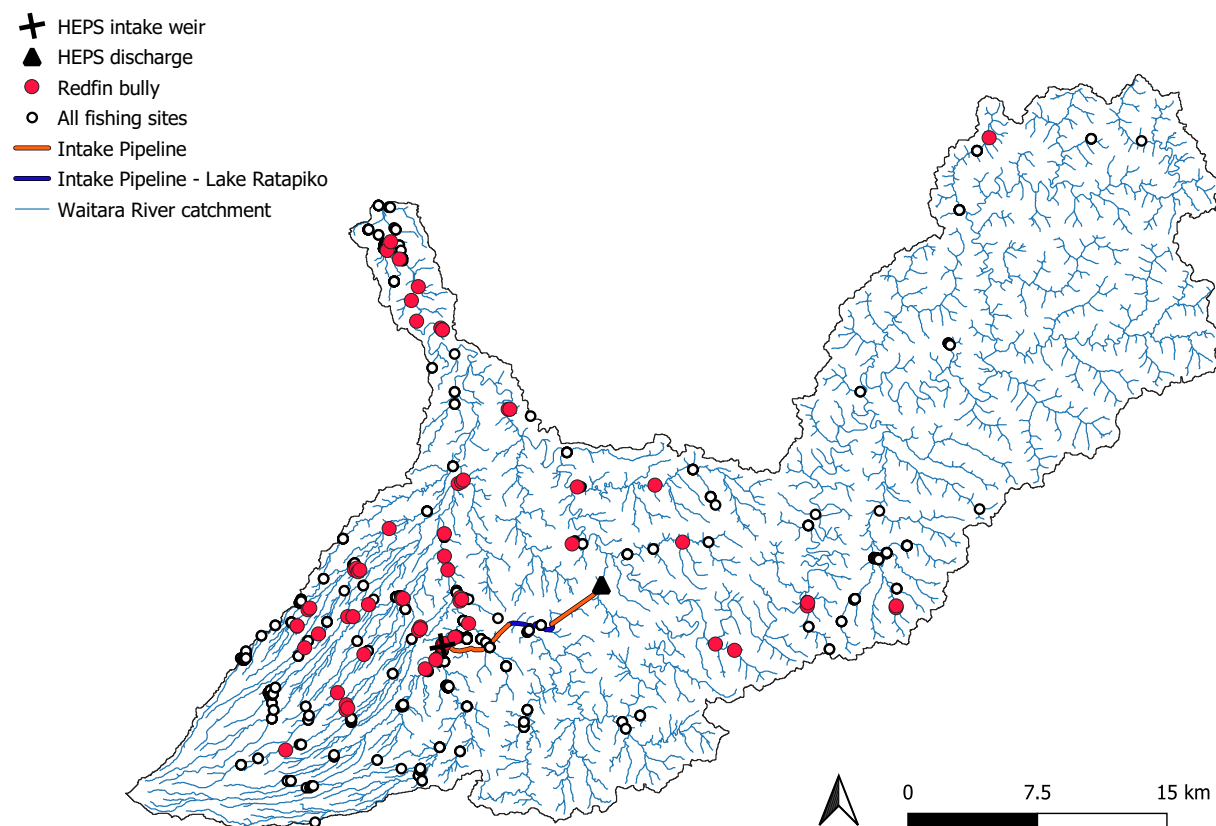 HEPS intake weir
HEPS discharge
Redfin bully
All fishing sites
Intake Pipeline
Intake Pipeline - Lake Ratapiko
Waitara River catchment
0 7.5 15 km